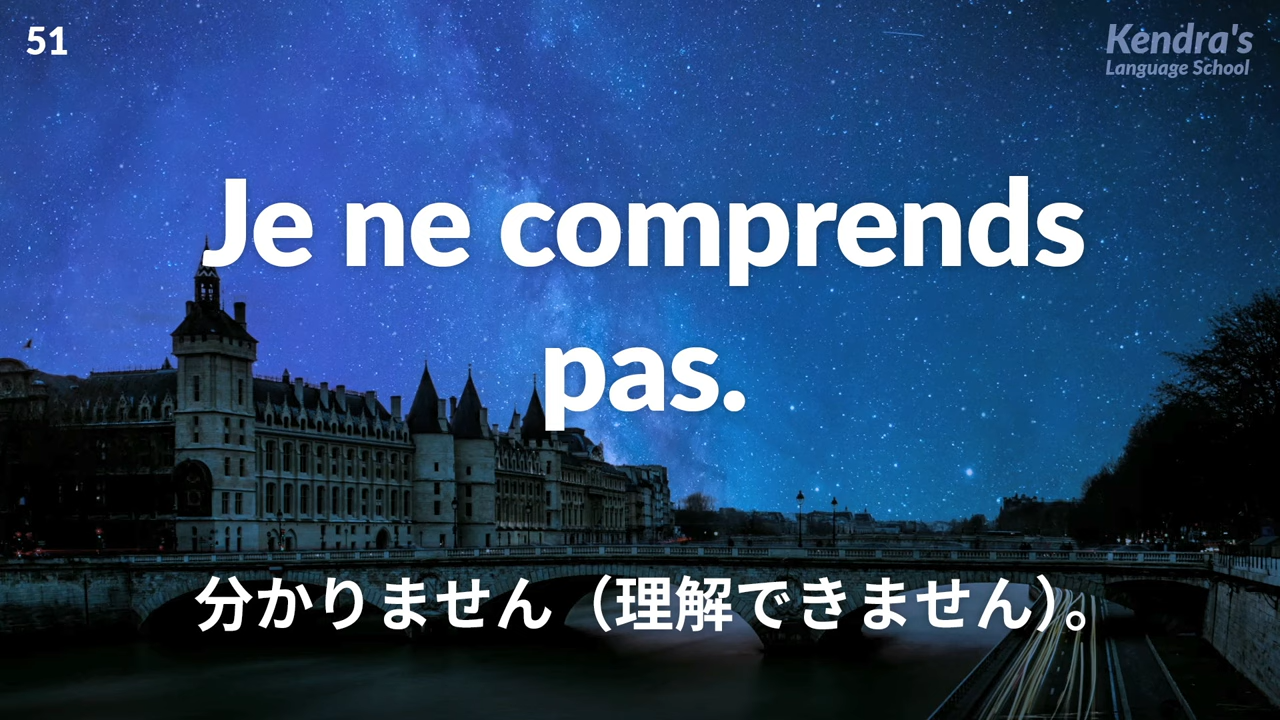 51
Kendra's
Language School
Je ne comprends
pas.
分かりません（理解できません）。